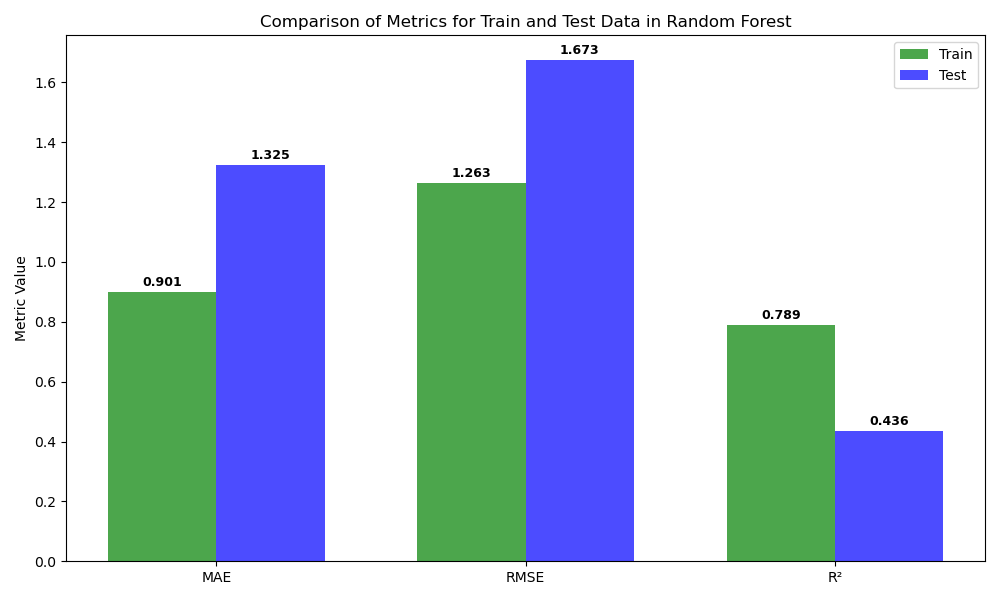 Comparison of Metrics for Train and Test Data in Random Forest
Train
Test
Metric Value
1.6
1.4
1.2
1.0
0.8
0.6
0.4
0.2
0.0
0.901
1.325
1.263
1.673
0.789
0.436
MAE
RMSE
R²